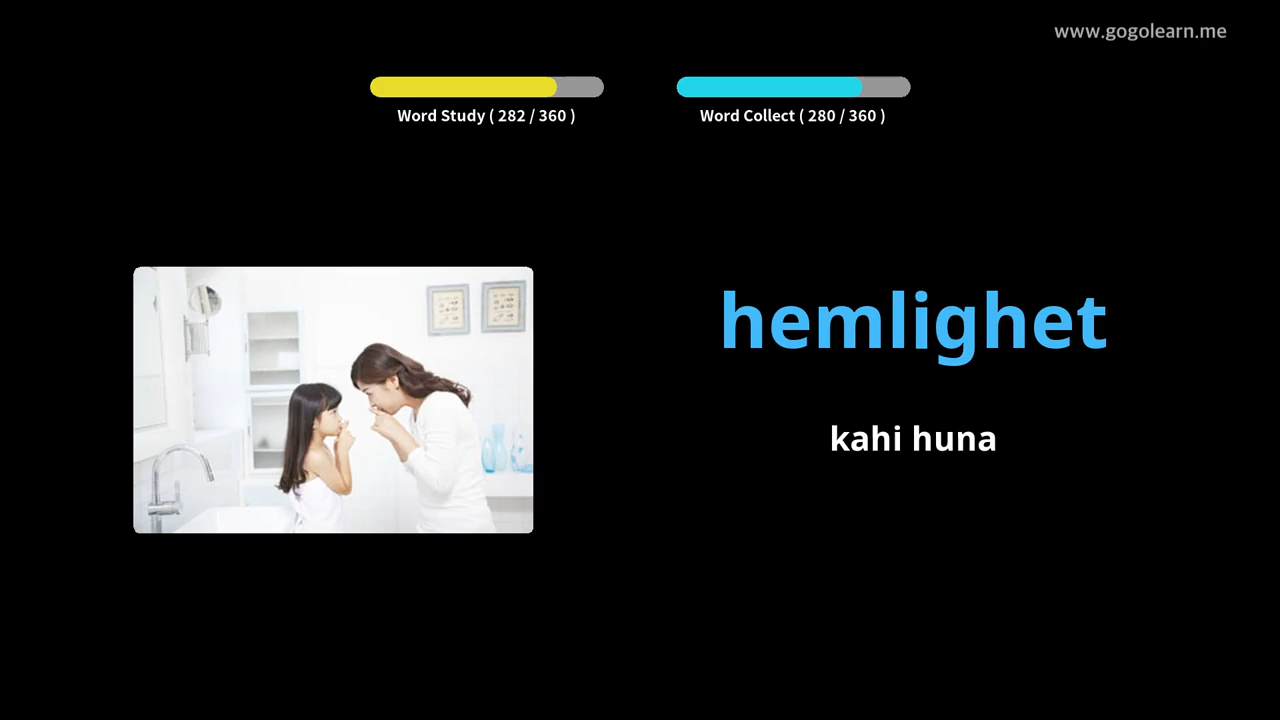 www.gogolearn.me
Word Study ( 282 / 360 )
Word Collect ( 280 / 360 )
hemlighet
kahi huna